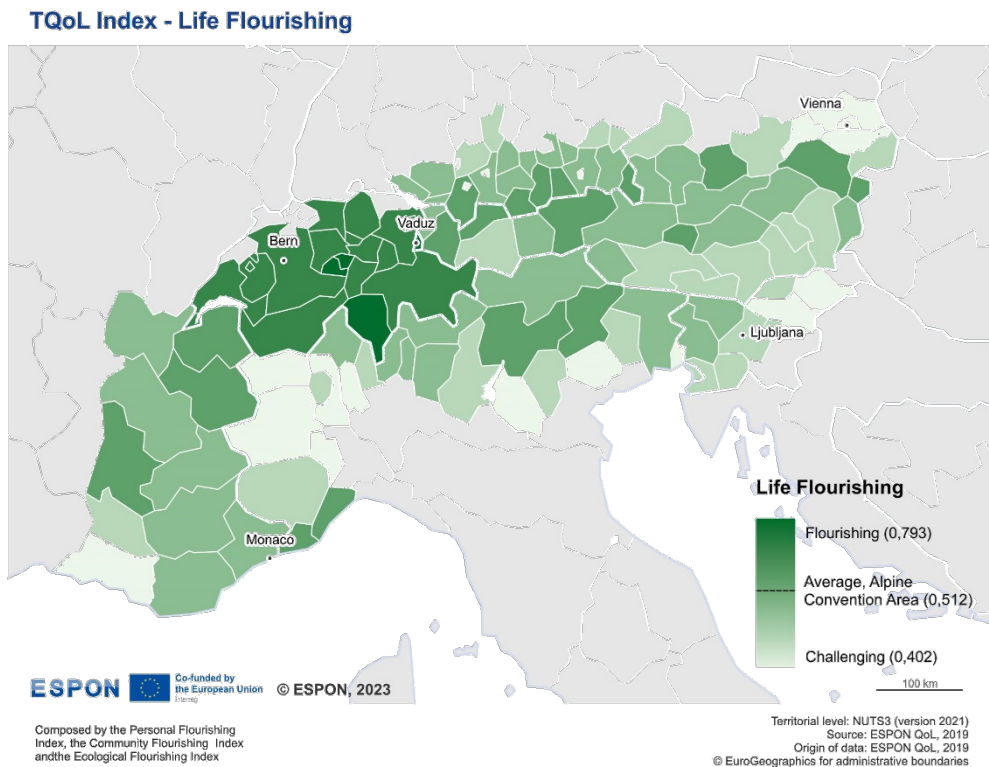 TQoL Index - Life Flourishing
Vienna
Vaduz
Bern
Ljubljana
Monaco
Life Flourishing
Flourishing (0,793)
Average, Alpine
Convention Area (0,512)
Challenging (0,402)
100 km
ESPON
Co-funded by
the European Union
Interreg
© ESPON, 2023
Composed by the Personal Flourishing
Index, the Community Flourishing Index
andthe Ecological Flourishing Index
Territorial level: NUTS3 (version 2021)
Source: ESPON QoL, 2019
Origin of data: ESPON QoL, 2019
© EuroGeographics for administrative boundaries